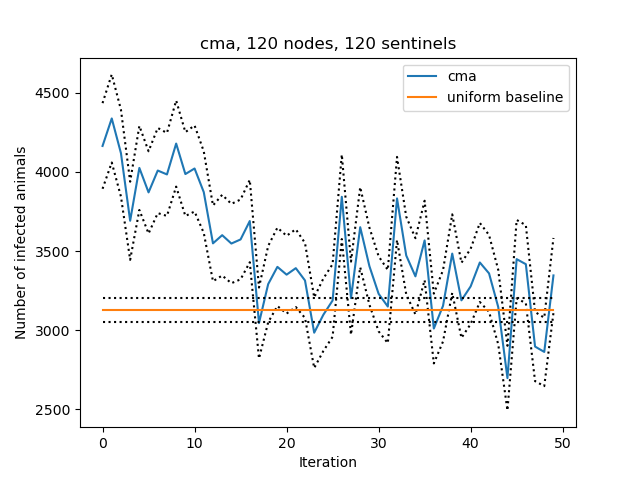 cma, 120 nodes, 120 sentinels
cma
uniform baseline
Number of infected animals
4500
4000
3500
3000
2500
0 10 20 30 40 50
Iteration